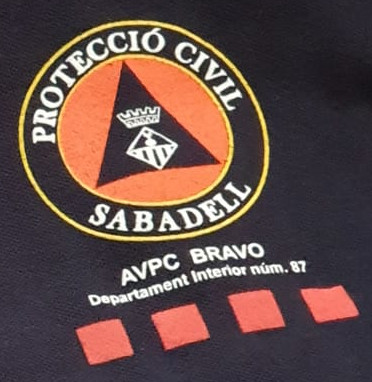 PROTECCIÓ CIVIL
SABADELL
AVPC BRAVO
Departament Interior núm. 87